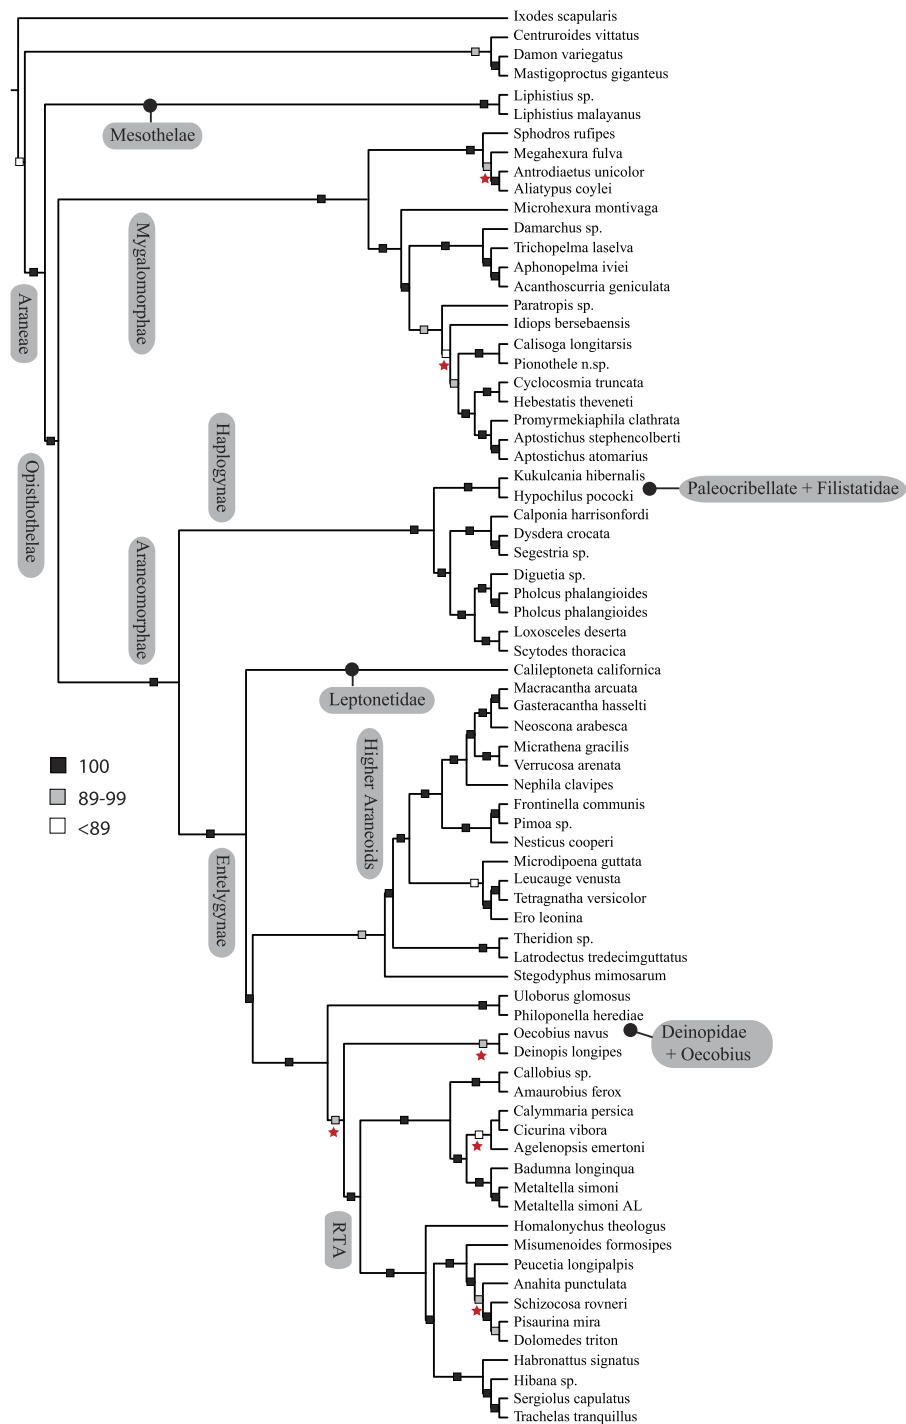 Ixodes scapularis
Centruroides vittatus
Damon variegatus
Mastigoproctus giganteus
Liphistius sp.
Liphistius malayanus
Mesothelae
Sphodros rufipes
Megahexura fulva
Antrodiaetus unicolor
Aliatypus coylei
Microhexura montivaga
Damarchus sp.
Trichopelma laselva
Aphonopelma iviei
Acanthoscurria geniculata
Mygalomorphae
Araneae
Paratropis sp.
Idiops bersebaensis
Calisoga longitarsis
Pionothele n.sp.
Cyclocosmia truncata
Hebestatis theveneti
Promyrmekiaphila clathrata
Aptostichus stephencolberti
Aptostichus atomarius
Haplogynae
Opisthothelae
Kukulcania hibernalis
Hypochilus pococki
Paleocribellate + Filistatidae
Calponia harrisonfordi
Dysdera crocata
Segestria sp.
Diguetia sp.
Pholcus phalangioides
Pholcus phalangioides
Loxosceles deserta
Scytodes thoracica
Araneomorphae
Calileptoneta californica
Leptonetidae
Macracantha arcuata
Gasteracantha hasselti
Neoscona arabesca
Micrathena gracilis
Verrucosa arenata
Nephila clavipes
Frontinella communis
Pimoa sp.
Nesticus cooperi
Higher Araneoids
100
89-99
<89
Microdipoena guttata
Leucauge venusta
Tetragnatha versicolor
Ero leonina
Entelygynae
Theridion sp.
Latrodectus tredecimguttatus
Stegodyphus mimosarum
Uloborus glomosus
Philoponella herediae
Oecobius navus
Deinopis longipes
Deinopidae
+ Oecobius
Callobius sp.
Amaurobius ferox
Calymmaria persica
Cicurina vibora
Agelenopsis emertoni
Badumna longinqua
Metaltella simoni
Metaltella simoni AL
RTA
Homalonychus theologus
Misumenoides formosipes
Peucetia longipalpis
Anahita punctulata
Schizocosa rovneri
Pisaurina mira
Dolomedes triton
Habronattus signatus
Hibana sp.
Sergiolus capulatus
Trachelas tranquillus